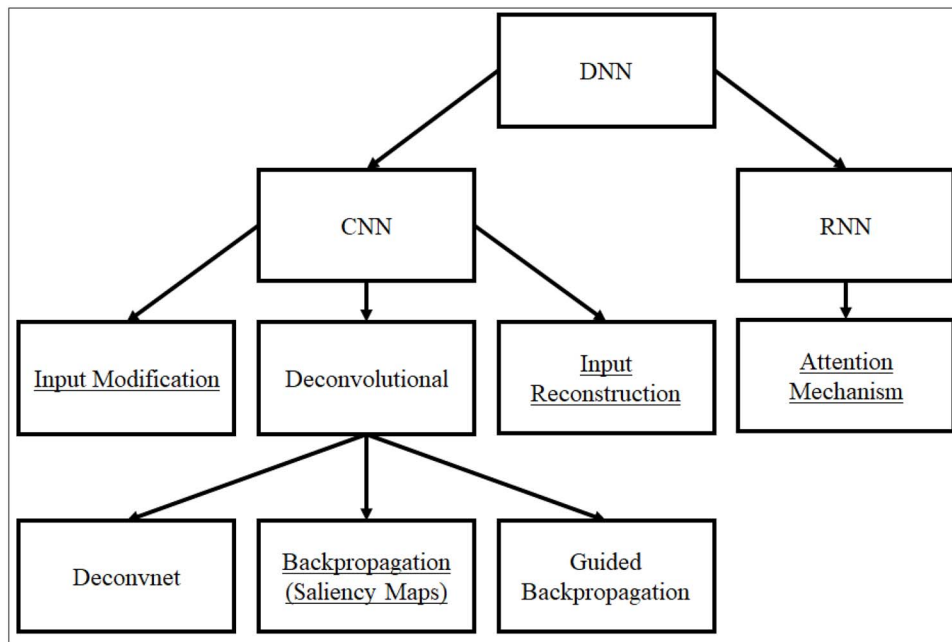 DNN
CNN
RNN
Input Modification
Deconvolutional
Input
Reconstruction
Attention
Mechanism
Deconvnet
Backpropagation
(Saliency Maps)
Guided
Backpropagation